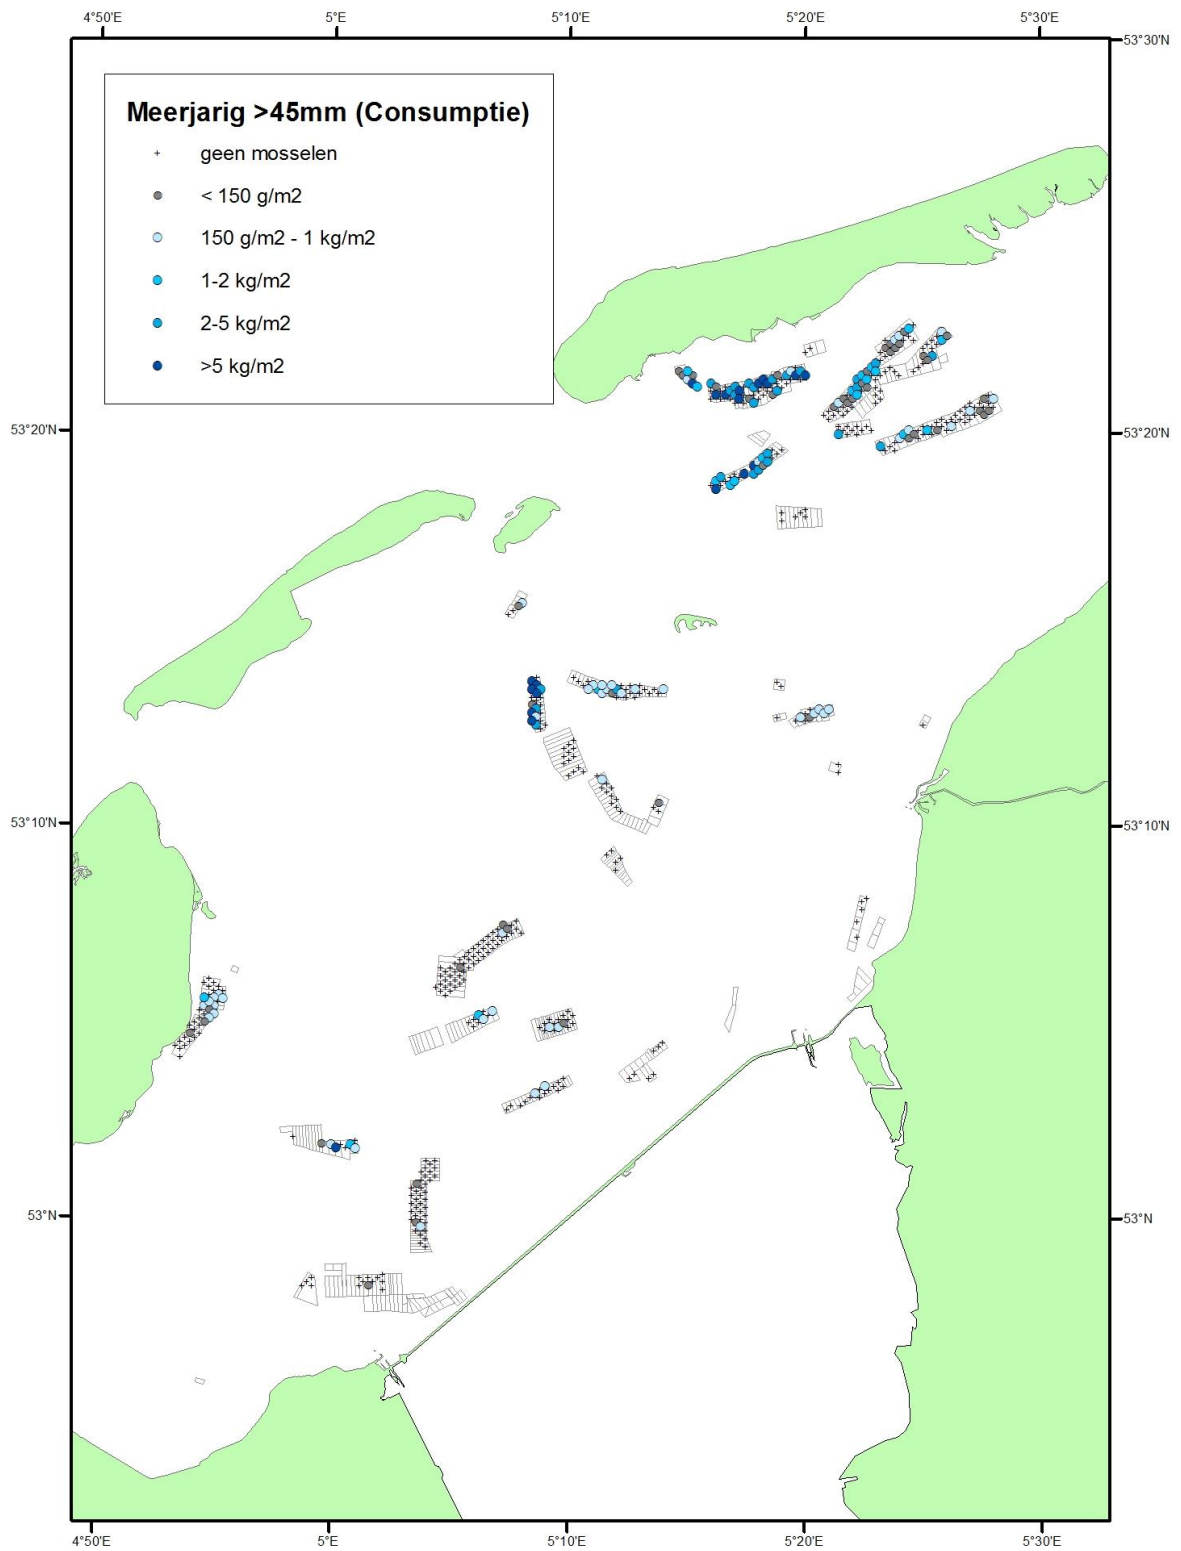 4°50'E 5°E 5°10'E 5°20'E 5°30'E
53°30'N
Meerjarig >45mm (Consumptie)
geen mosselen
< 150 g/m2
150 g/m2 - 1 kg/m2
1-2 kg/m2
2-5 kg/m2
>5 kg/m2
53°20'N 53°20'N
53°10'N 53°10'N
53°N 53°N
4°50'E 5°E 5°10'E 5°20'E 5°30'E